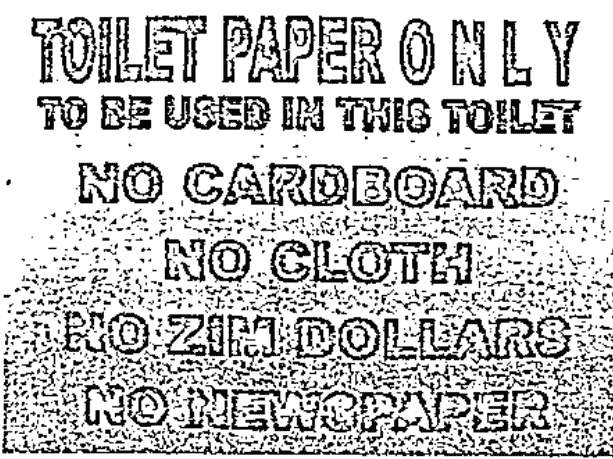 TOILET PAPER ONLY
TO BE USED IN THIS TOILET
NO CARDBOARD
NO CLOTH
NO ZIM DOLLARS
NO NEWSPAPER